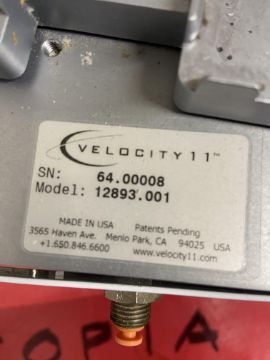 VELOCITY11™
SN: 64.00008
Model: 12893.001
MADE IN USA Patents Pending
3565 Haven Ave. Menlo Park, CA 94025 USA
+1.650.846.6600 www.velocity11.com